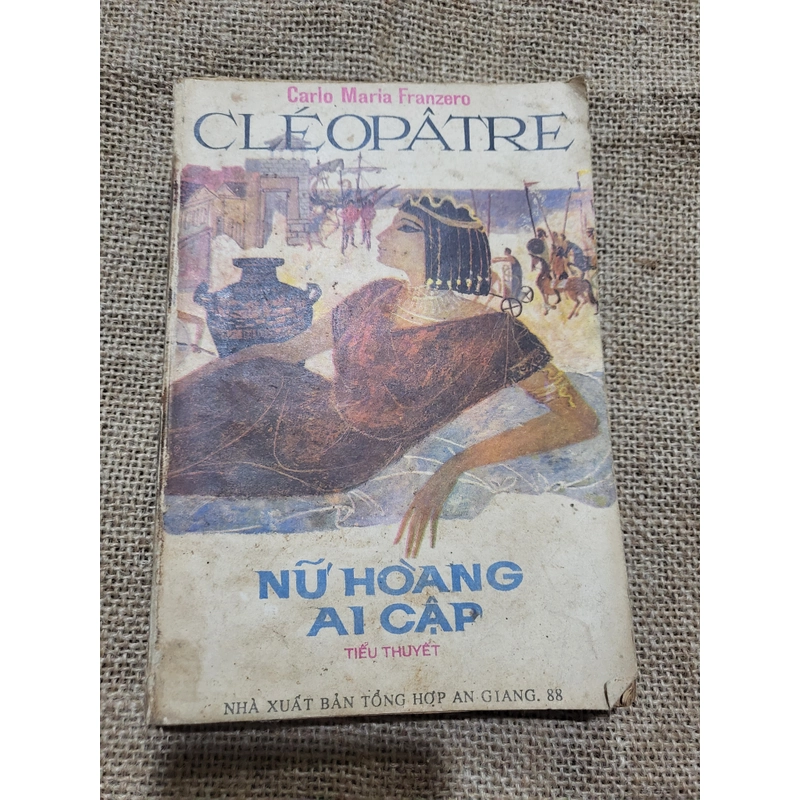 Carlo Maria Franzero
CLÉOPÂTRE
NỮ HOÀNG
AI CẬP
TIỂU THUYẾT
NHÀ XUẤT BẢN TỔNG HỢP AN GIANG. 88